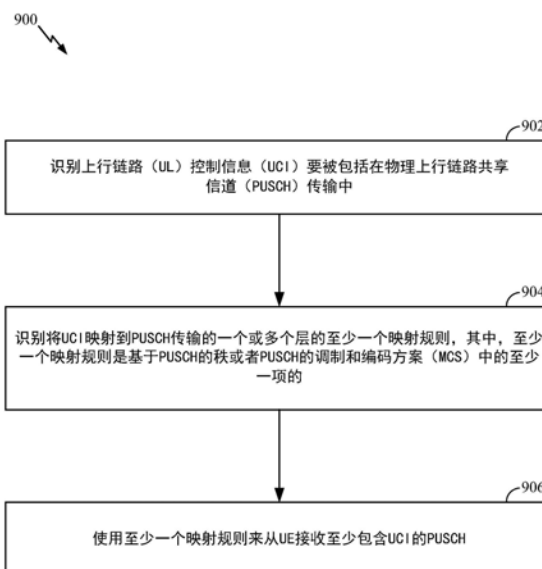 900
902
识别上行链路（UL）控制信息（UCI）要被包括在物理上行链路共享
信道（PUSCH）传输中
904
识别将UCI映射到PUSCH传输的一个或多个层的至少一个映射规则，其中，至少
一个映射规则是基于PUSCH的秩或者PUSCH的调制和编码方案（MCS）中的至少
一项的
906
使用至少一个映射规则来从UE接收至少包含UCI的PUSCH